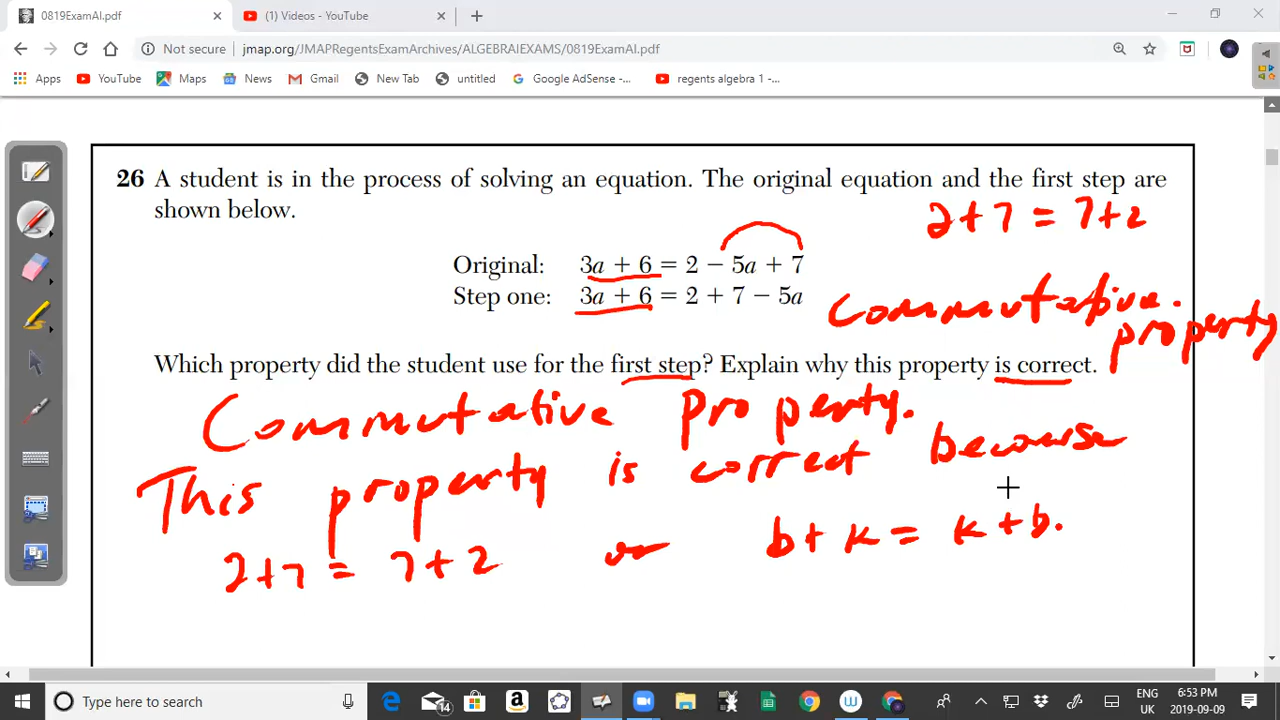 0819ExamAI.pdf
(1) Videos - YouTube
Not secure | jmap.org/JMAPRegentsExamArchives/ALGEBRAIEXAMS/0819ExamAI.pdf
Apps YouTube Maps News Gmail New Tab untitled Google AdSense -... regents algebra 1 -...
26 A student is in the process of solving an equation. The original equation and the first step are
shown below.
2+7 = 7+2
Original: 3a + 6 = 2 − 5a + 7
Step one: 3a + 6 = 2 + 7 − 5a
Commutative.
property
Which property did the student use for the first step? Explain why this property is correct.
Commutative Property.
This property is correct because
2+7 = 7+2 or b+k = k+b.
Type here to search
14
ENG
UK
6:53 PM
2019-09-09